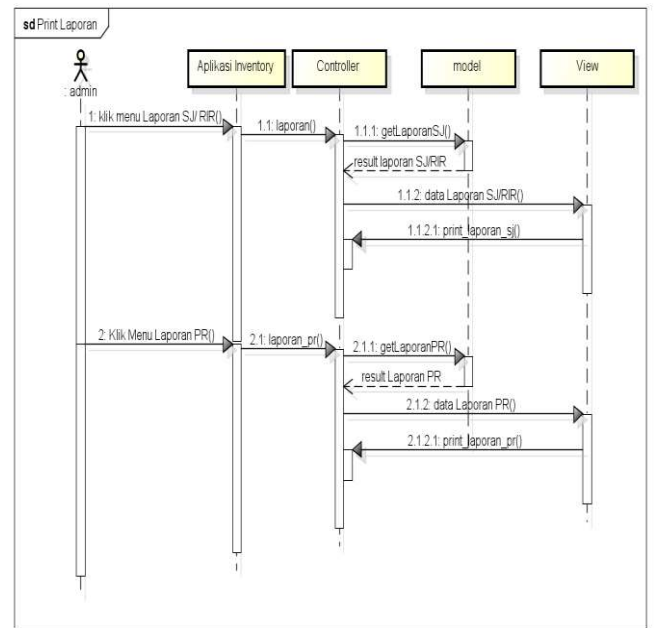 sd Print Laporan
: admin
Aplikasi Inventory
Controller
model
View
1: klik menu Laporan SJ/ RIR()
1.1: laporan()
1.1.1: getLaporanSJ()
result laporan SJ/RIR
1.1.2: data Laporan SJ/RIR()
1.1.2.1: print_laporan_sj()
2: Klik Menu Laporan PR()
2.1: laporan_pr()
2.1.1: getLaporanPR()
result Laporan PR
2.1.2: data Laporan PR()
2.1.2.1: print_laporan_pr()